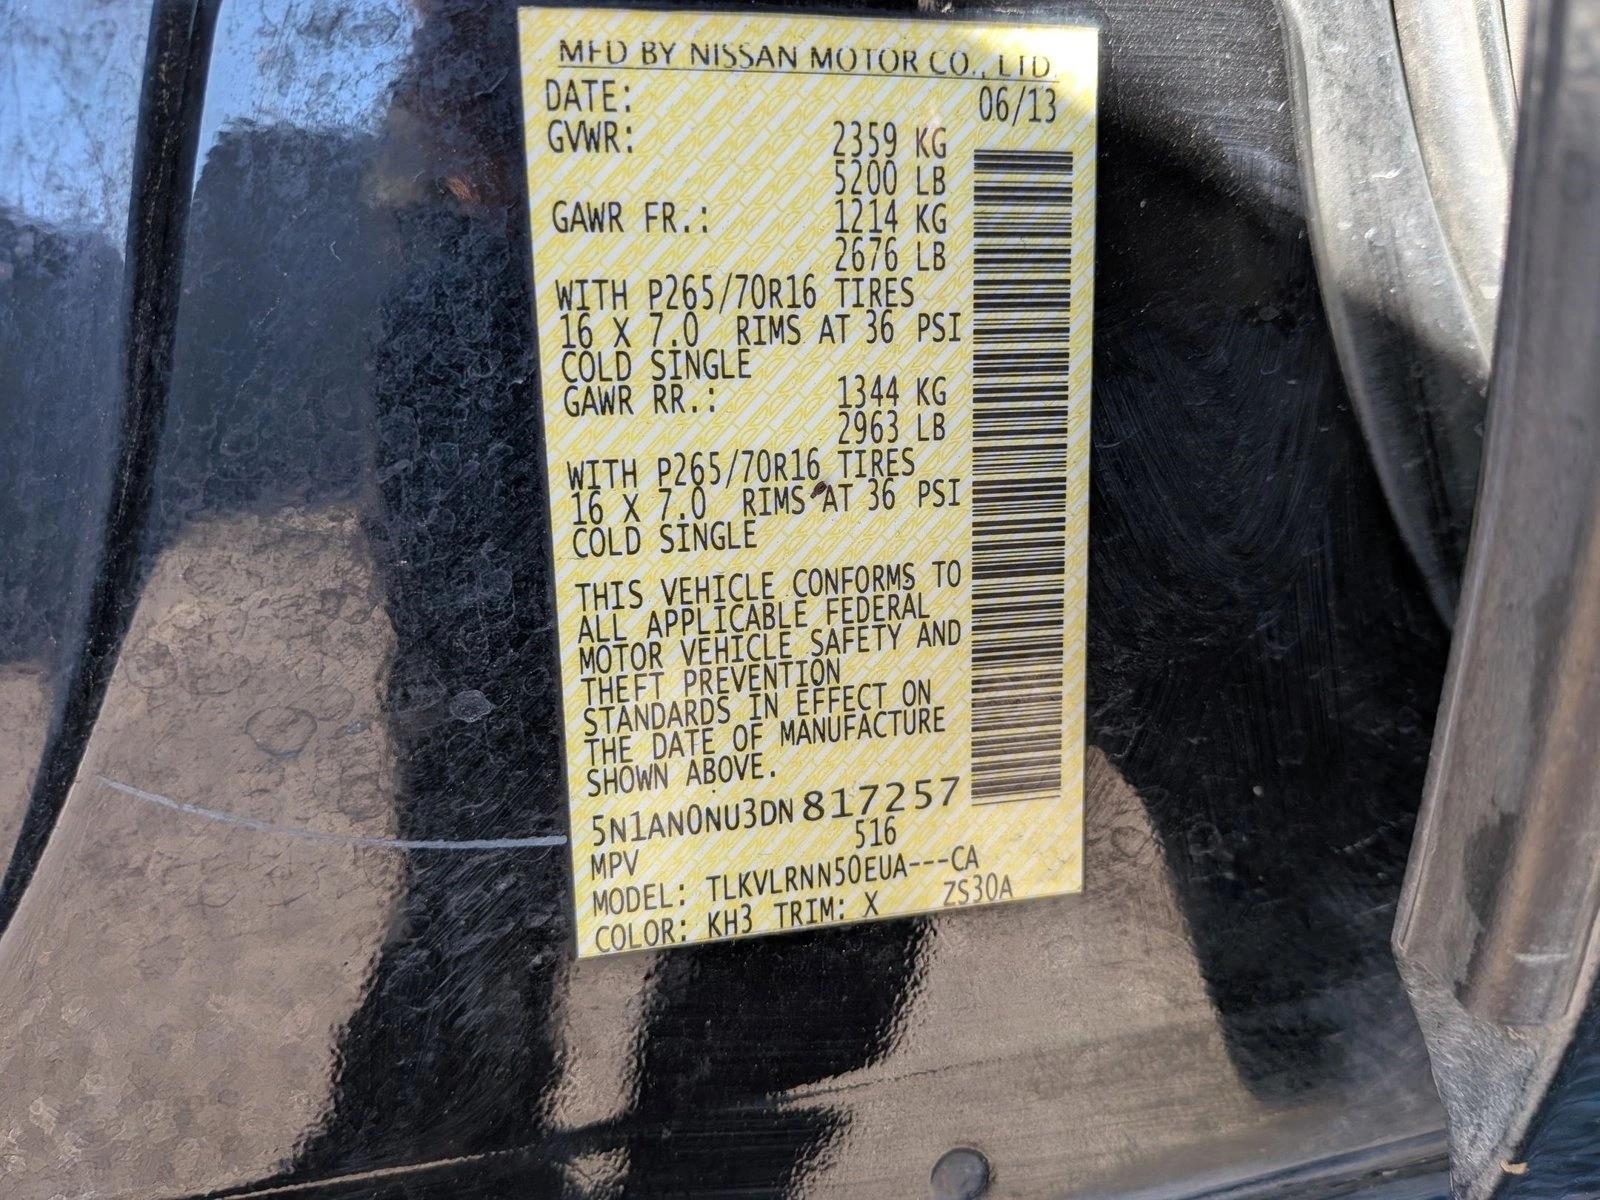 MFD BY NISSAN MOTOR CO., LTD.
DATE: 06/13
GVWR: 2359 KG
5200 LB
GAWR FR.: 1214 KG
2676 LB
WITH P265/70R16 TIRES
16 X 7.0 RIMS AT 36 PSI
COLD SINGLE
GAWR RR.: 1344 KG
2963 LB
WITH P265/70R16 TIRES
16 X 7.0 RIMS AT 36 PSI
COLD SINGLE
THIS VEHICLE CONFORMS TO
ALL APPLICABLE FEDERAL
MOTOR VEHICLE SAFETY AND
THEFT PREVENTION
STANDARDS IN EFFECT ON
THE DATE OF MANUFACTURE
SHOWN ABOVE.
5N1AN0NU3DN817257
MPV 516
MODEL: TLKVLRNN50EUA---CA
COLOR: KH3 TRIM: X ZS30A